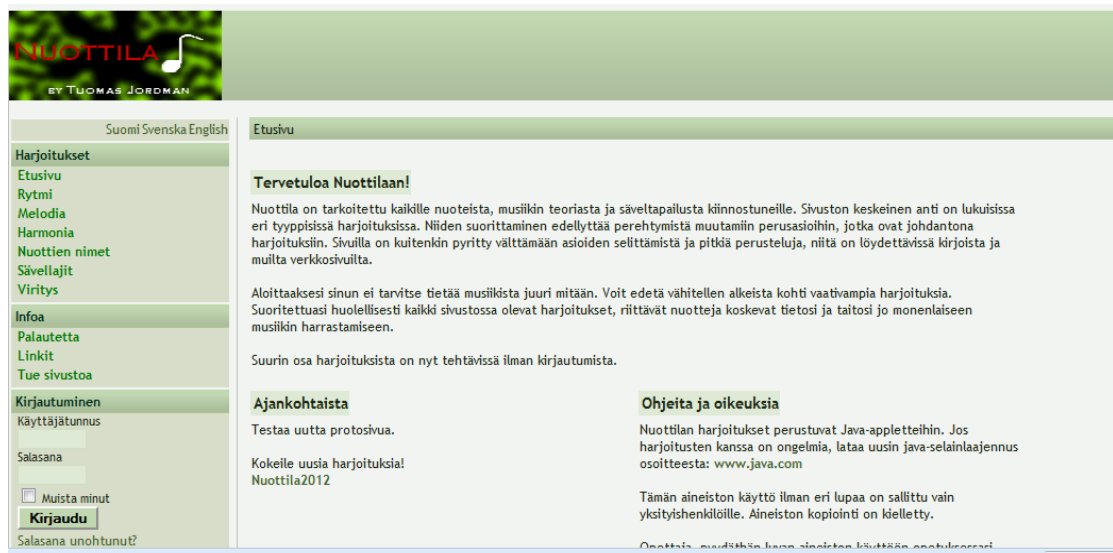 NUOTTILA
BY TUOMAS JORDMAN
Suomi Svenska English
Harjoitukset
Etusivu
Rytmi
Melodia
Harmonia
Nuottien nimet
Sävellajit
Viritys
Infoa
Palautetta
Linkit
Tue sivustoa
Kirjautuminen
Käyttäjätunnus
Salasana
Muista minut
Kirjaudu
Salasana unohtunut?
Etusivu
Tervetuloa Nuottilaan!
Nuottila on tarkoitettu kaikille nuoteista, musiikin teoriasta ja säveltapailusta kiinnostuneille. Sivuston keskeinen anti on lukuisissa
eri tyyppisissä harjoituksissa. Niiden suorittaminen edellyttää perehtymistä muutamiin perusasioihin, jotka ovat johdantona
harjoituksiin. Sivuilla on kuitenkin pyritty välttämään asioiden selittämistä ja pitkiä perusteluja, niitä on löydettävissä kirjoista ja
muilta verkkosivuilta.
Aloittaaksesi sinun ei tarvitse tietää musiikista juuri mitään. Voit edetä vähitellen alkeista kohti vaativampia harjoituksia.
Suoritettuasi huolellisesti kaikki sivustossa olevat harjoitukset, riittävät nuotteja koskevat tietosi ja taitosi jo monenlaiseen
musiikin harrastamiseen.
Suurin osa harjoituksista on nyt tehtävissä ilman kirjautumista.
Ajankohtaista
Testaa uutta protosivua.
Kokeile uusia harjoituksia!
Nuottila2012
Ohjeita ja oikeuksia
Nuottilan harjoitukset perustuvat Java-appletteihin. Jos
harjoitusten kanssa on ongelmia, lataa uusin java-selainlaajennus
osoitteesta: www.java.com
Tämän aineiston käyttö ilman eri lupaa on sallittu vain
yksityishenkilöille. Aineiston kopiointi on kielletty.
Opettaja, pyydäthän luvan aineiston käyttöön opetuksessasi